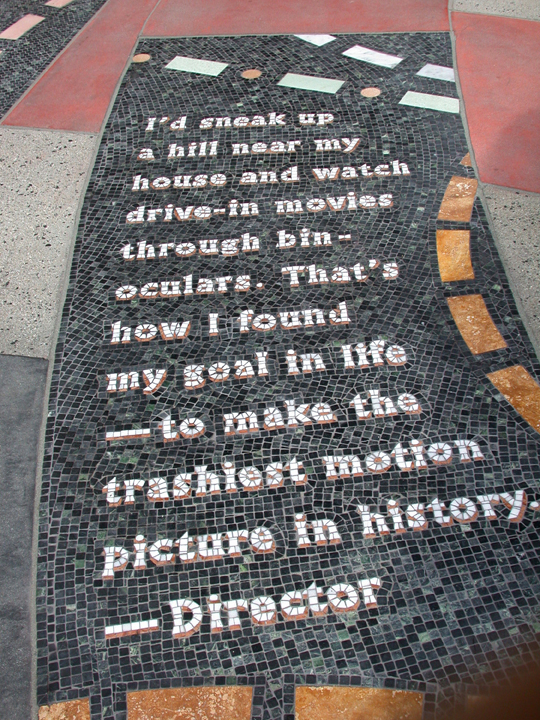 I'd sneak up
a hill near my
house and watch
drive-in movies
through bin-
oculars. That's
how I found
my goal in life
— to make the
trashiest motion
picture in history.
— Director